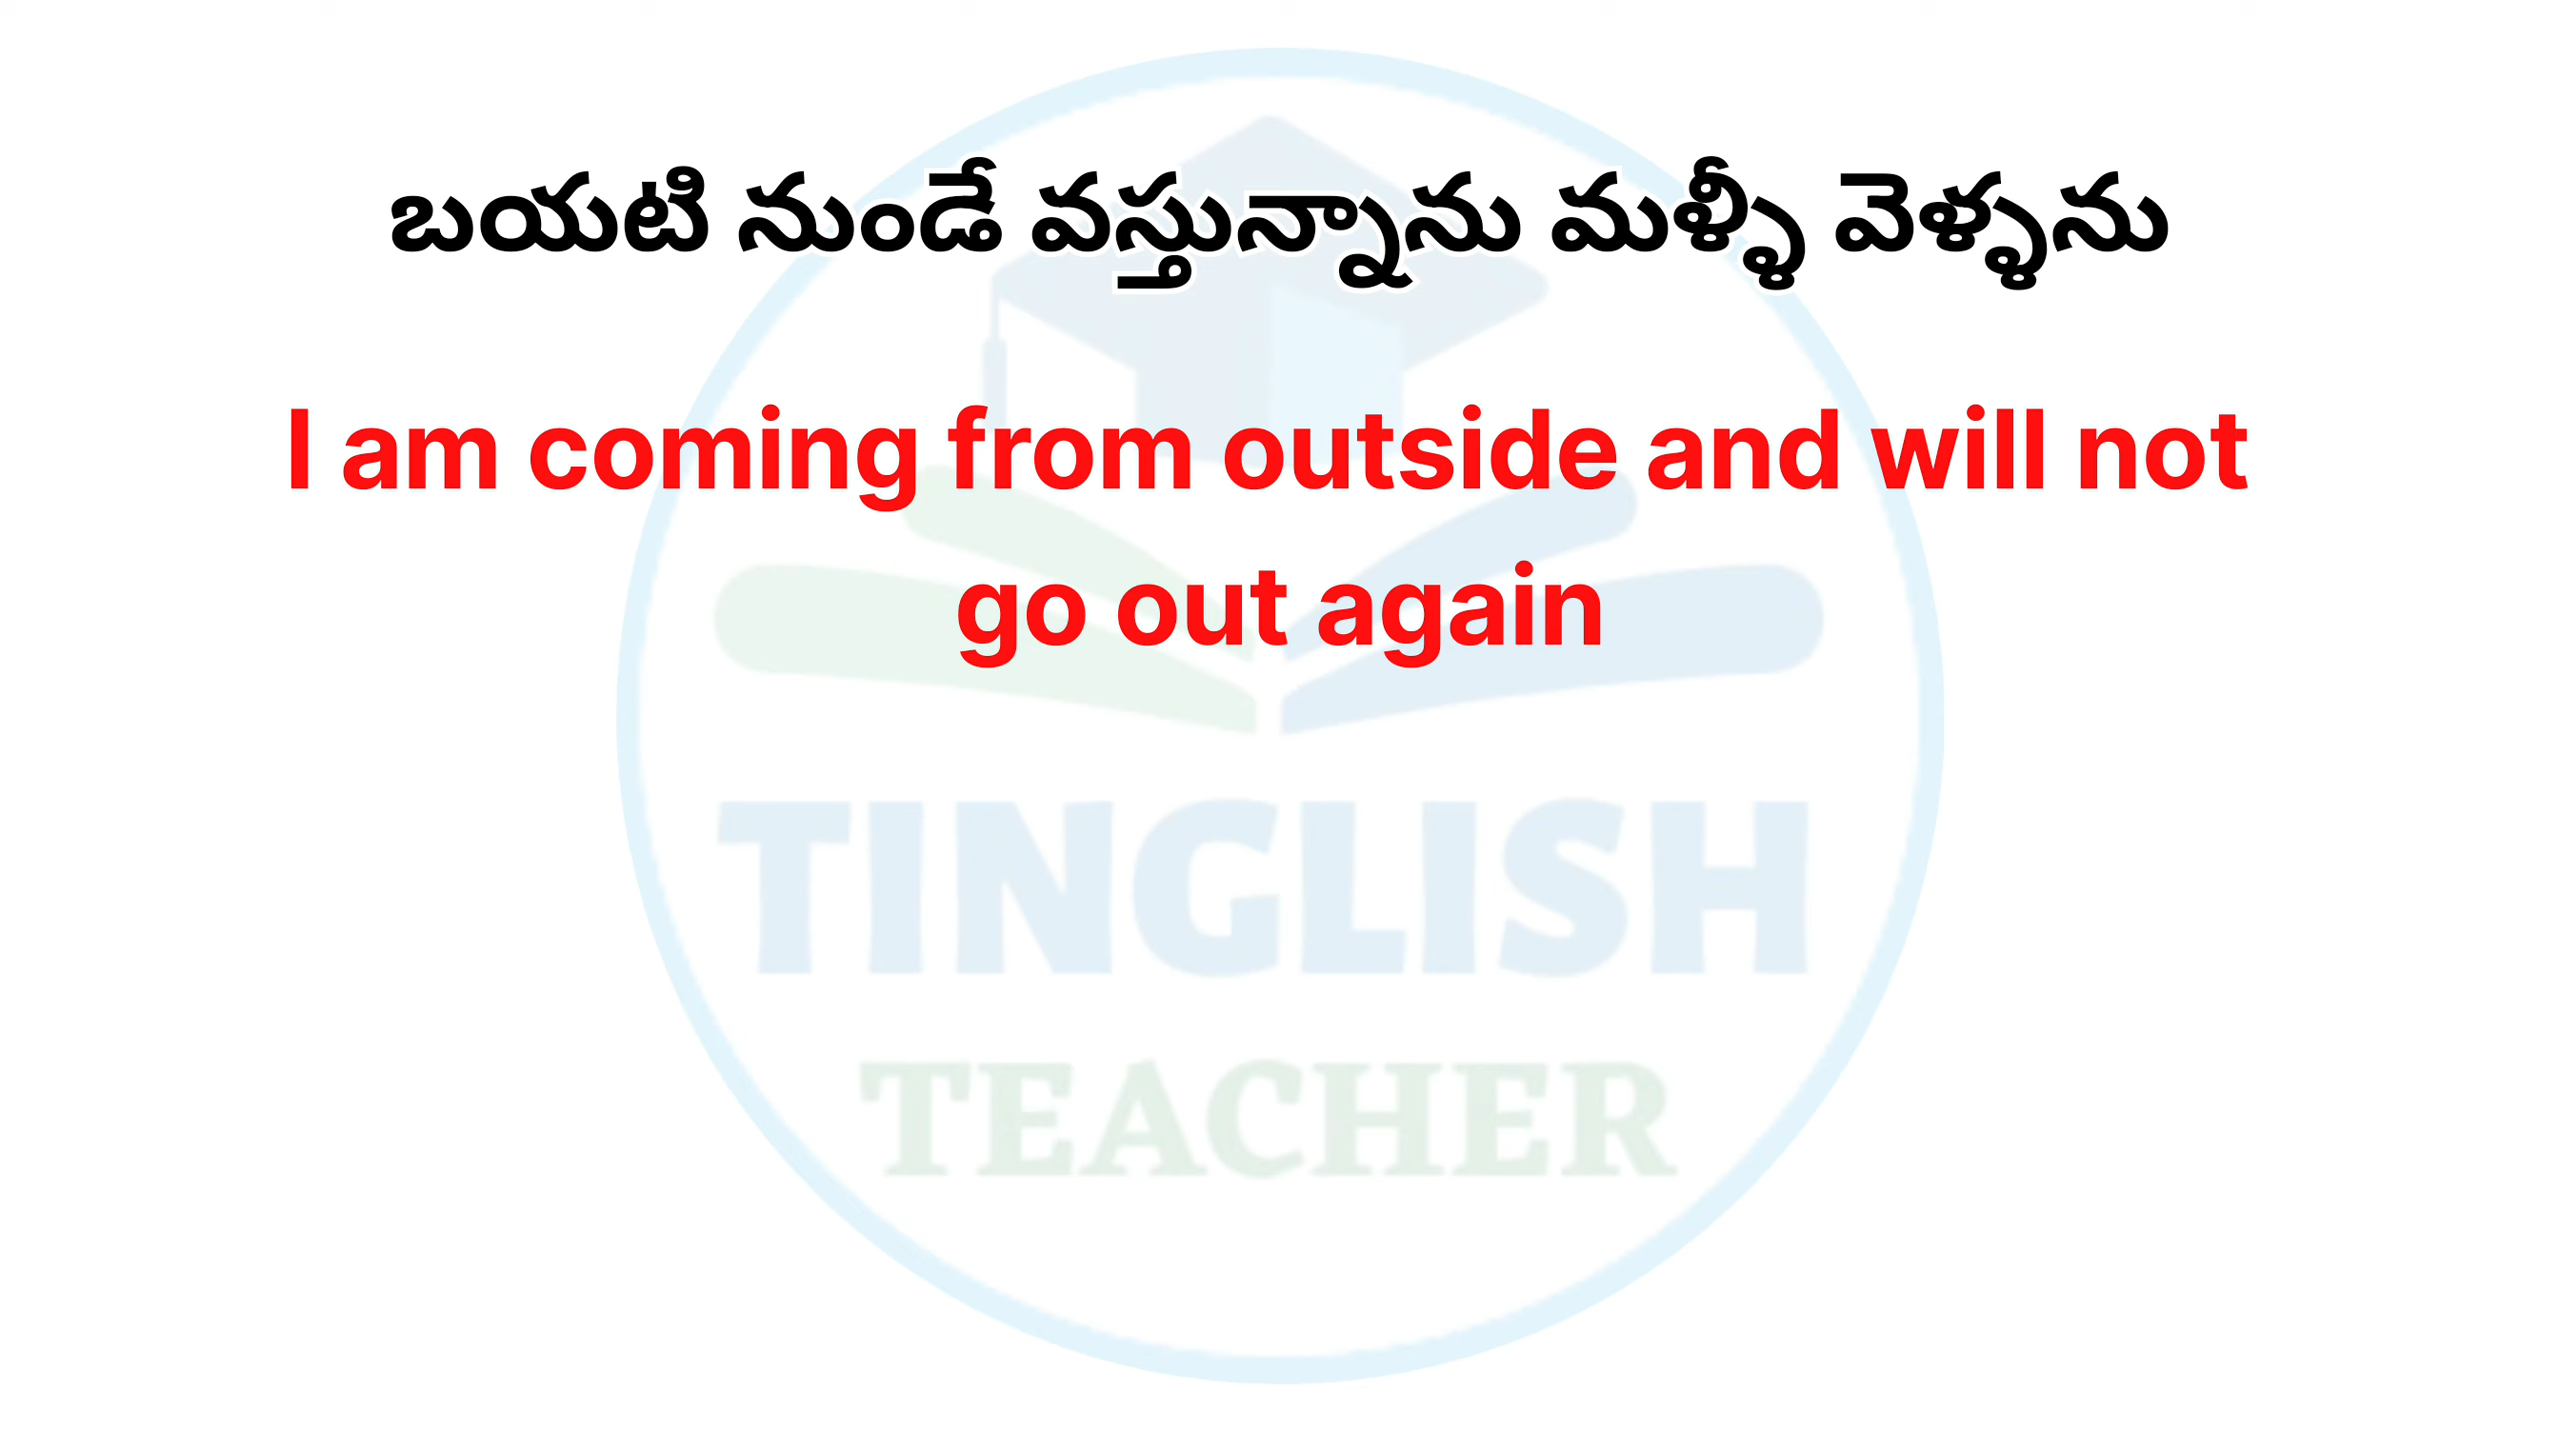 బయటి నుండే వస్తున్నాను మళ్ళీ వెళ్ళను
I am coming from outside and will not
go out again
TINGLISH
TEACHER